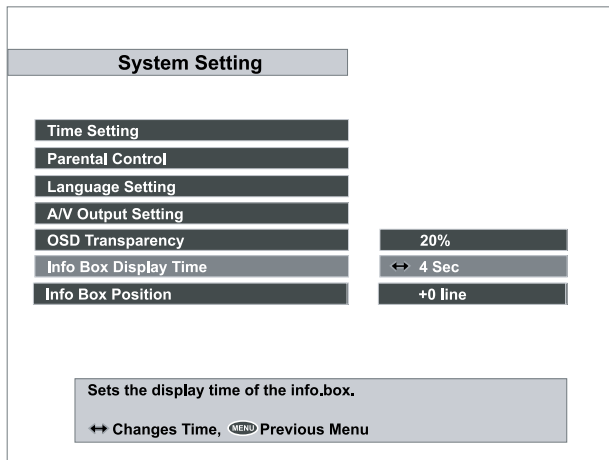 System Setting
Time Setting
Parental Control
Language Setting
A/V Output Setting
OSD Transparency 20%
Info Box Display Time ↔ 4 Sec
Info Box Position +0 line
Sets the display time of the info.box.
↔ Changes Time, MENU Previous Menu